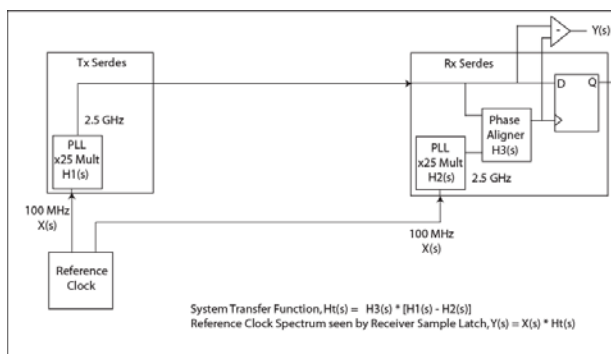 Y(s)
Tx Serdes
Rx Serdes
2.5 GHz
D
Q
PLL
x25 Mult
H1(s)
Phase
Aligner
H3(s)
PLL
x25 Mult
H2(s)
2.5 GHz
100 MHz
X(s)
100 MHz
X(s)
Reference
Clock
System Transfer Function, Ht(s) = H3(s) * [H1(s) - H2(s)]
Reference Clock Spectrum seen by Receiver Sample Latch, Y(s) = X(s) * Ht(s)